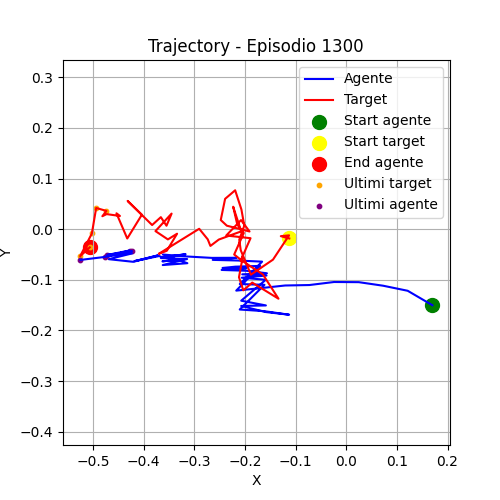 Trajectory - Episodio 1300
Agente
Target
Start agente
Start target
End agente
Ultimi target
Ultimi agente
0.3
0.2
0.1
0.0
−0.1
−0.2
−0.3
−0.4
Y
−0.5
−0.4
−0.3
−0.2
−0.1
0.0
0.1
0.2
X